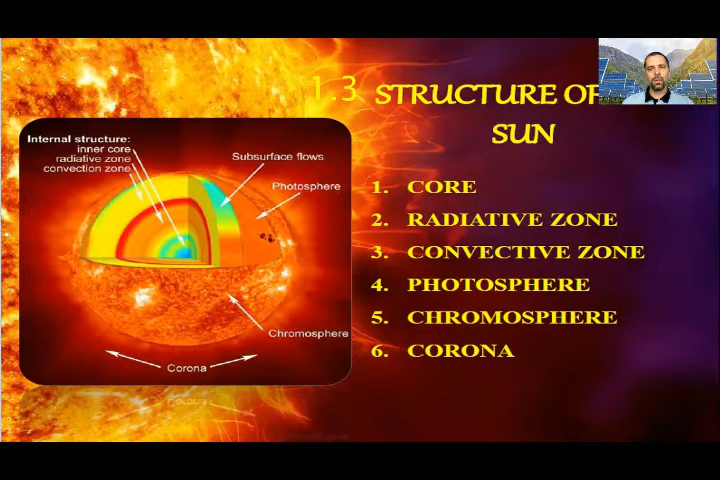 1.3 STRUCTURE OF
SUN
Internal structure:
inner core
radiative zone
convection zone
Subsurface flows
Photosphere
Chromosphere
Corona
1. CORE
2. RADIATIVE ZONE
3. CONVECTIVE ZONE
4. PHOTOSPHERE
5. CHROMOSPHERE
6. CORONA